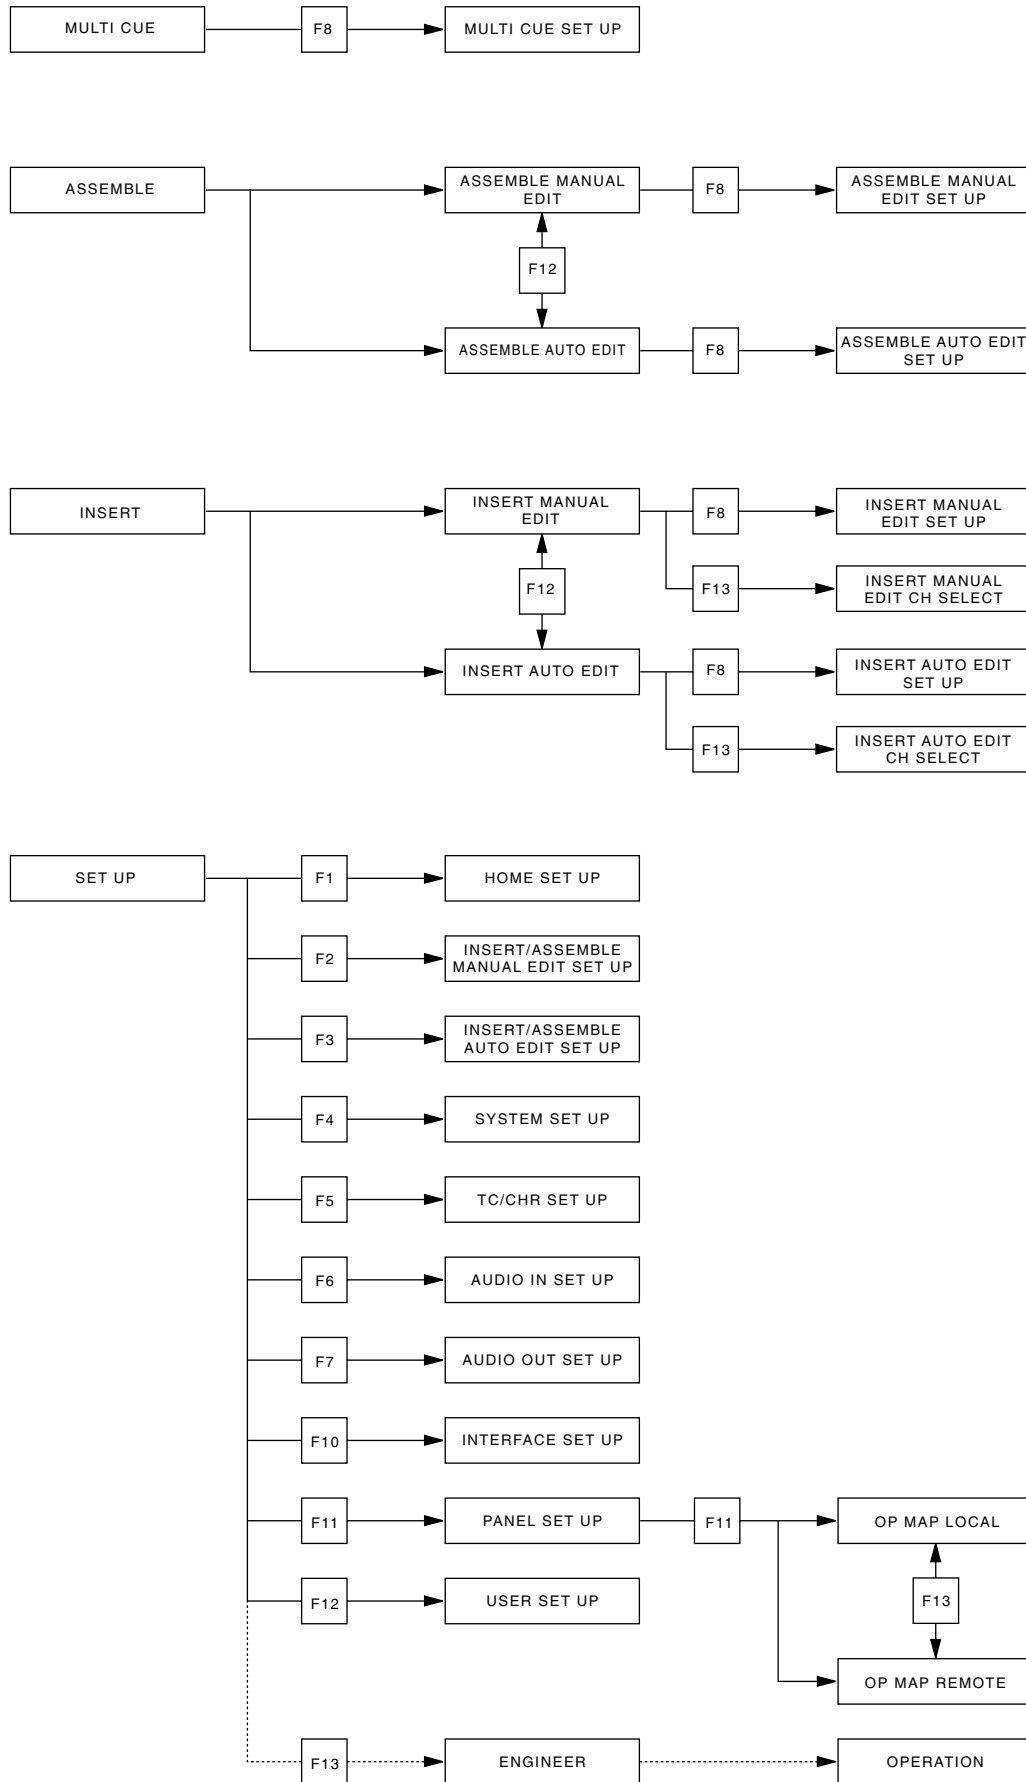 MULTI CUE
F8
MULTI CUE SET UP
ASSEMBLE
ASSEMBLE MANUAL
EDIT
F8
ASSEMBLE MANUAL
EDIT SET UP
F12
ASSEMBLE AUTO EDIT
F8
ASSEMBLE AUTO EDIT
SET UP
INSERT
INSERT MANUAL
EDIT
F8
INSERT MANUAL
EDIT SET UP
F12
F13
INSERT MANUAL
EDIT CH SELECT
INSERT AUTO EDIT
F8
INSERT AUTO EDIT
SET UP
F13
INSERT AUTO EDIT
CH SELECT
SET UP
F1
HOME SET UP
F2
INSERT/ASSEMBLE
MANUAL EDIT SET UP
F3
INSERT/ASSEMBLE
AUTO EDIT SET UP
F4
SYSTEM SET UP
F5
TC/CHR SET UP
F6
AUDIO IN SET UP
F7
AUDIO OUT SET UP
F10
INTERFACE SET UP
F11
PANEL SET UP
F11
OP MAP LOCAL
F12
USER SET UP
F13
OP MAP REMOTE
F13
ENGINEER
OPERATION